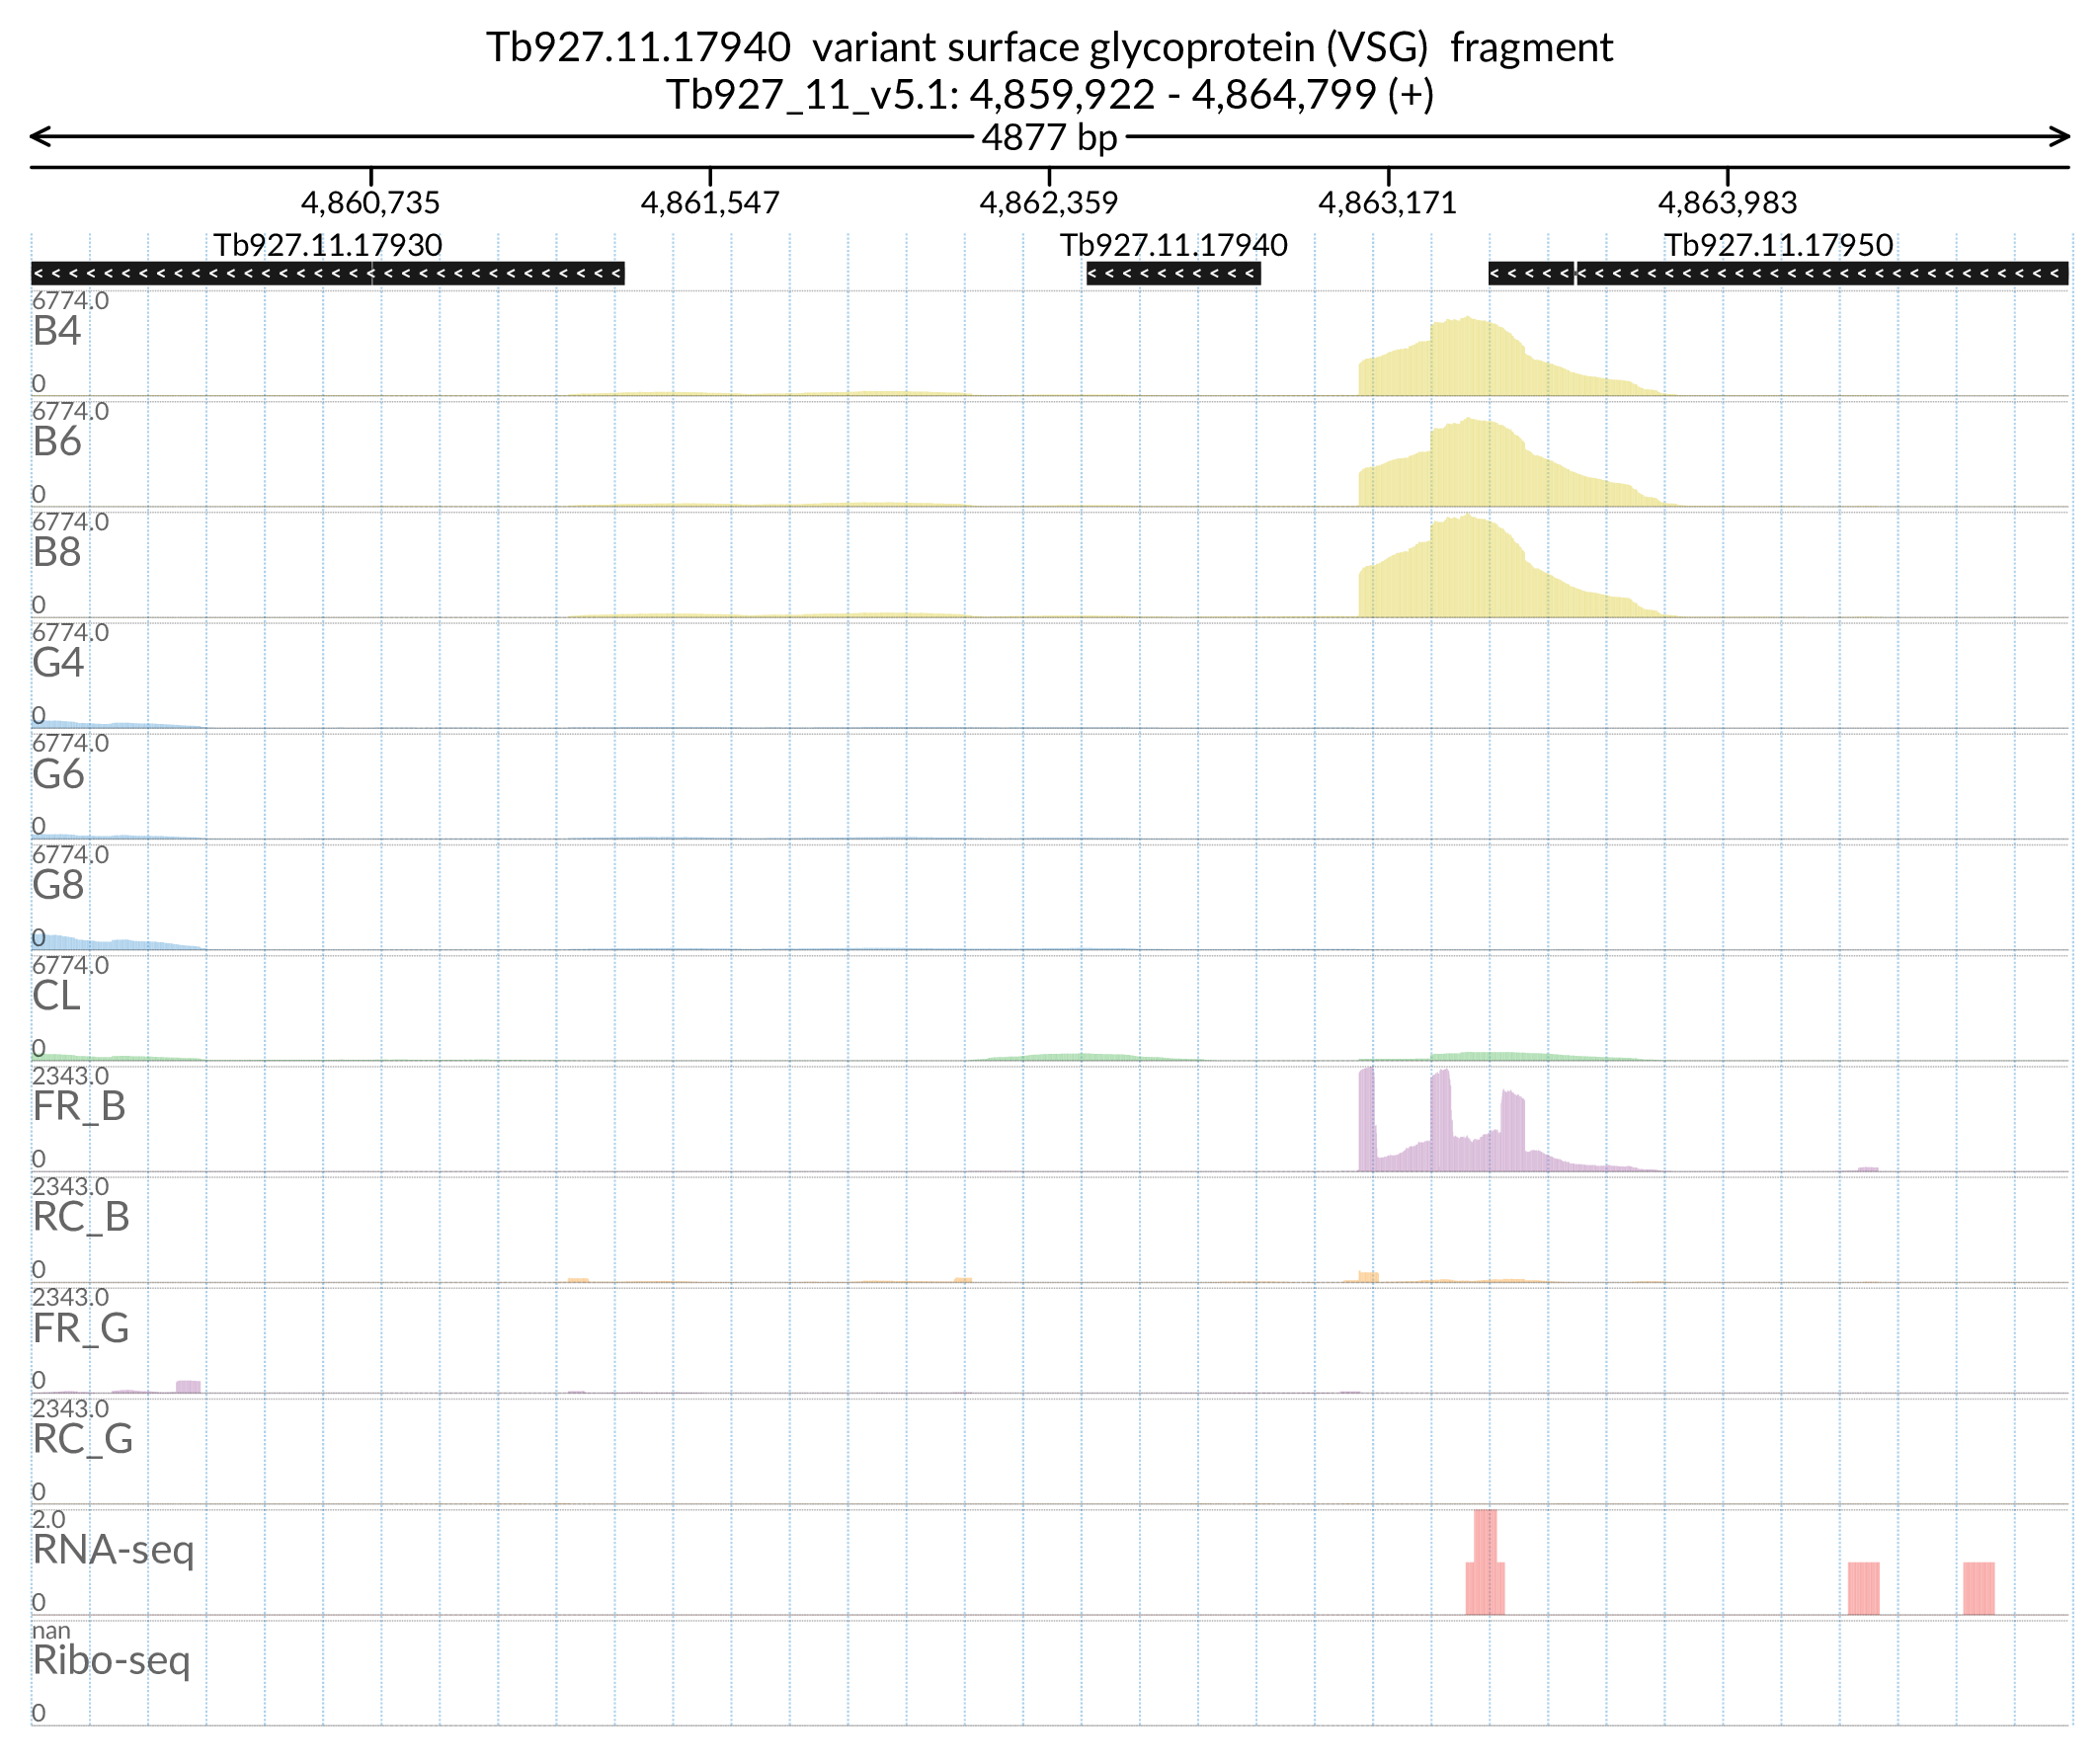 Tb927.11.17940 variant surface glycoprotein (VSG) fragment
Tb927_11_v5.1: 4,859,922 - 4,864,799 (+)
4877 bp
4,860,735 4,861,547 4,862,359 4,863,171 4,863,983
Tb927.11.17930 Tb927.11.17940 Tb927.11.17950
6774.0
B4
0
6774.0
B6
0
6774.0
B8
0
6774.0
G4
0
6774.0
G6
0
6774.0
G8
0
6774.0
CL
0
2343.0
FR_B
0
2343.0
RC_B
0
2343.0
FR_G
0
2343.0
RC_G
0
2.0
RNA-seq
0
nan
Ribo-seq
0